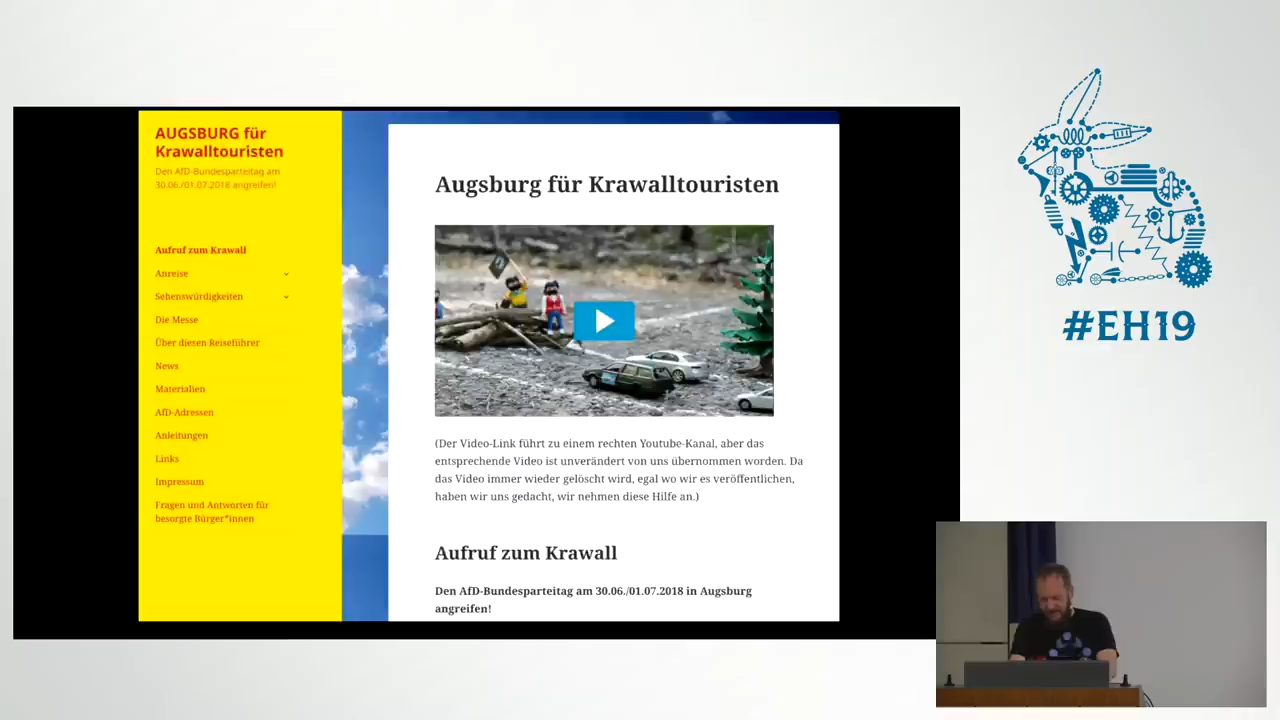 AUGSBURG für
Krawalltouristen
Den AfD-Bundesparteitag am
30.06./01.07.2018 angreifen!
Aufruf zum Krawall
Anreise
Sehenswürdigkeiten
Die Messe
Über diesen Reiseführer
News
Materialien
AfD-Adressen
Anleitungen
Links
Impressum
Fragen und Antworten für
besorgte Bürger*innen
Augsburg für Krawalltouristen
(Der Video-Link führt zu einem rechten Youtube-Kanal, aber das
entsprechende Video ist unverändert von uns übernommen worden. Da
das Video immer wieder gelöscht wird, egal wo wir es veröffentlichen,
haben wir uns gedacht, wir nehmen diese Hilfe an.)
Aufruf zum Krawall
Den AfD-Bundesparteitag am 30.06./01.07.2018 in Augsburg
angreifen!
#EH19